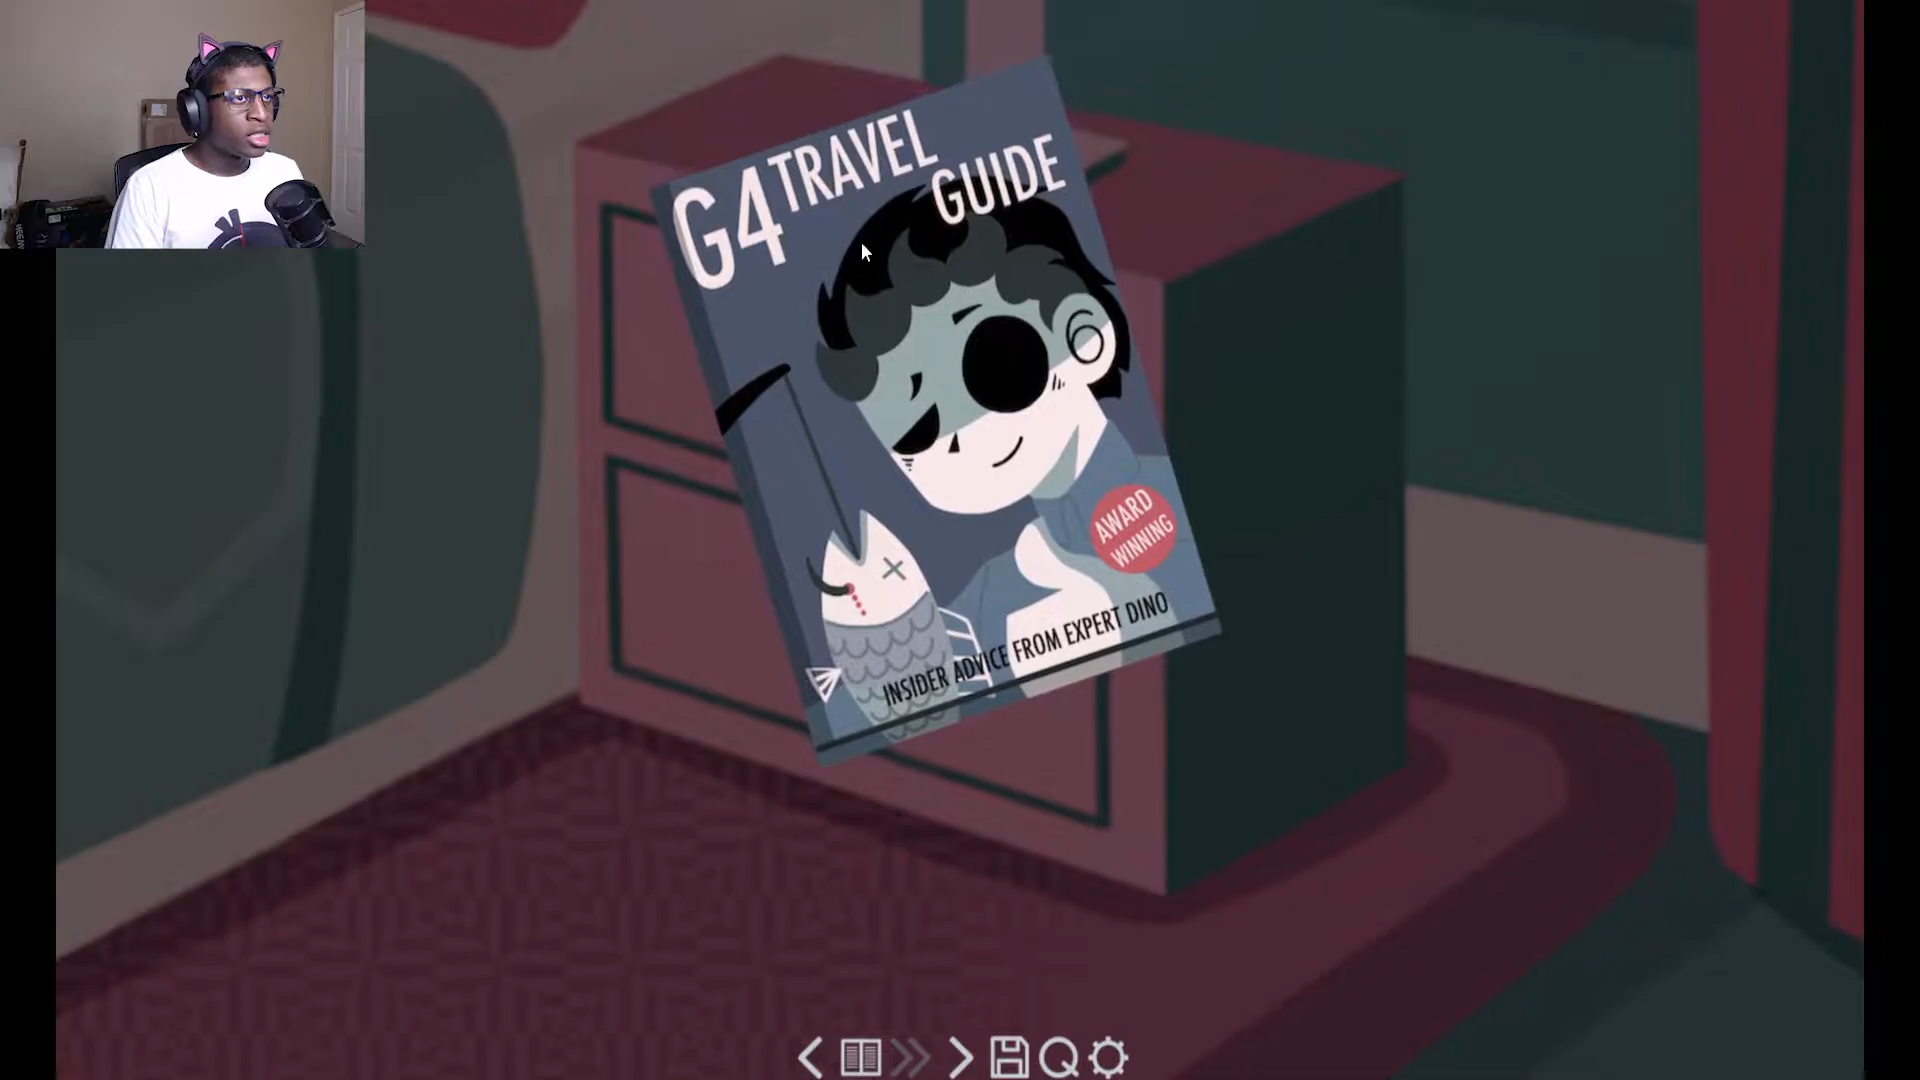 G4 TRAVEL
GUIDE
AWARD
WINNING
INSIDER ADVICE FROM EXPERT DINO